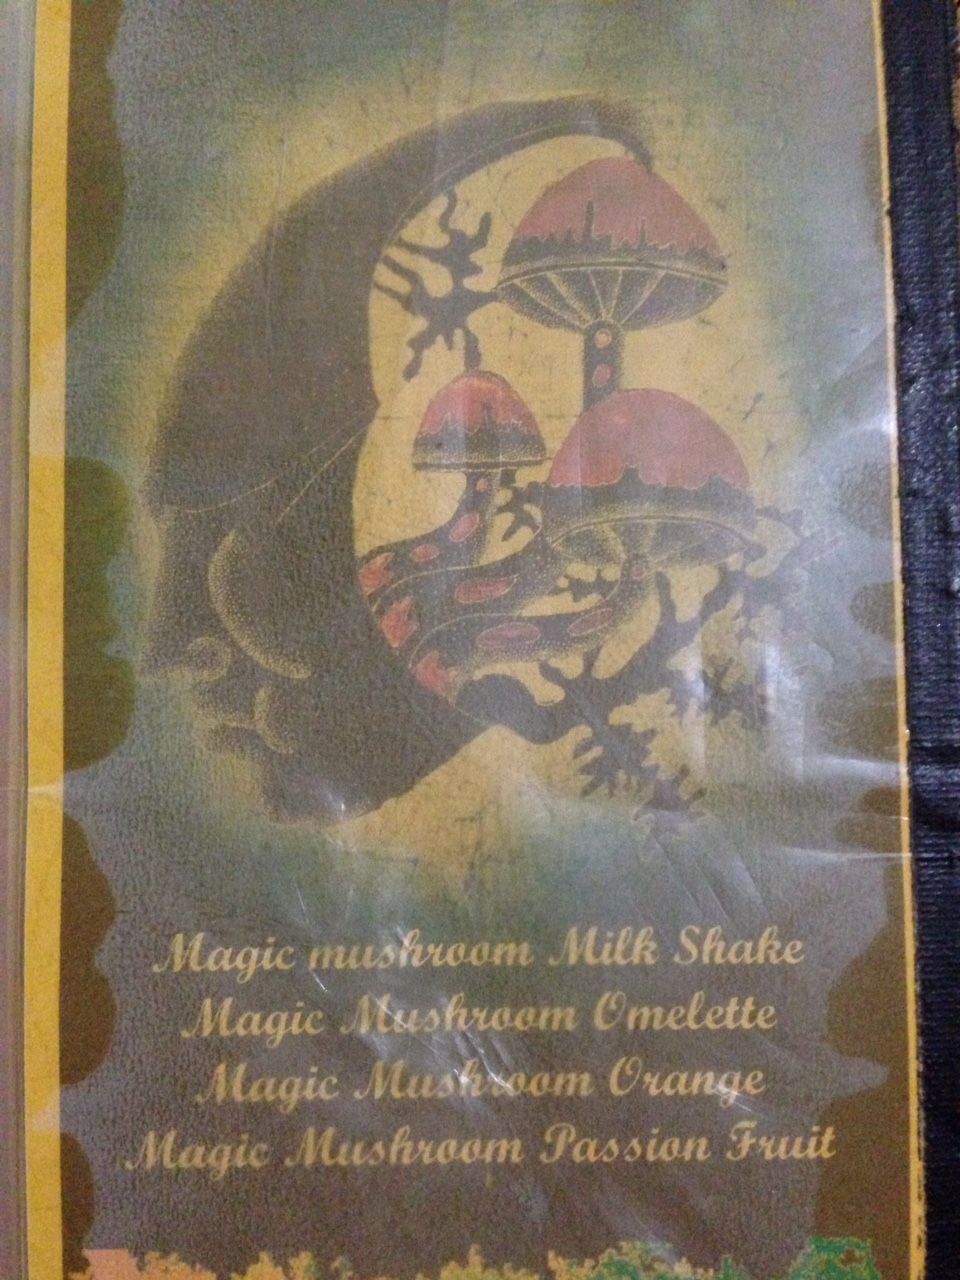 Magic mushroom Milk Shake
Magic Mushroom Omelette
Magic Mushroom Orange
Magic Mushroom Passion Fruit